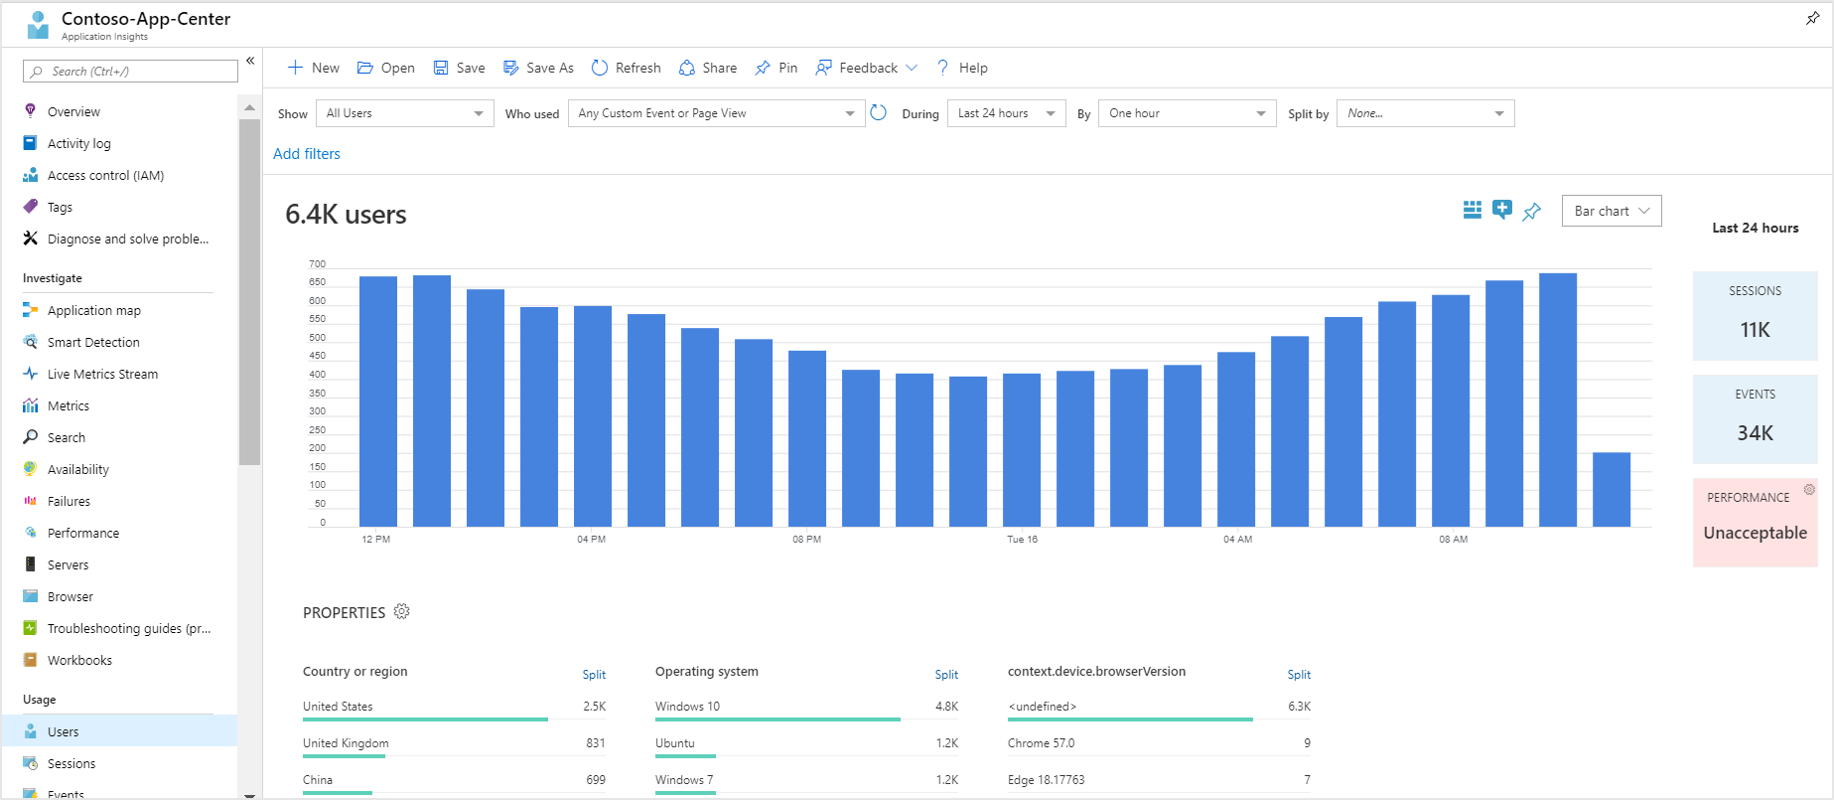 Contoso-App-Center
Application Insights
Search (Ctrl+/)
«
Overview
Activity log
Access control (IAM)
Tags
Diagnose and solve proble...
Investigate
Application map
Smart Detection
Live Metrics Stream
Metrics
Search
Availability
Failures
Performance
Servers
Browser
Troubleshooting guides (pr...
Workbooks
Usage
Users
Sessions
Events
New Open Save Save As Refresh Share Pin Feedback ? Help
Show All Users Who used Any Custom Event or Page View During Last 24 hours By One hour Split by None...
Add filters
6.4K users
Bar chart
700
650
600
550
500
450
400
350
300
250
200
150
100
50
0
12 PM 04 PM 08 PM Tue 16 04 AM 08 AM
Last 24 hours
SESSIONS
11K
EVENTS
34K
PERFORMANCE
Unacceptable
PROPERTIES
Country or region Split
United States 2.5K
United Kingdom 831
China 699
Operating system Split
Windows 10 4.8K
Ubuntu 1.2K
Windows 7 1.2K
context.device.browserVersion Split
<undefined> 6.3K
Chrome 57.0 9
Edge 18.17763 7